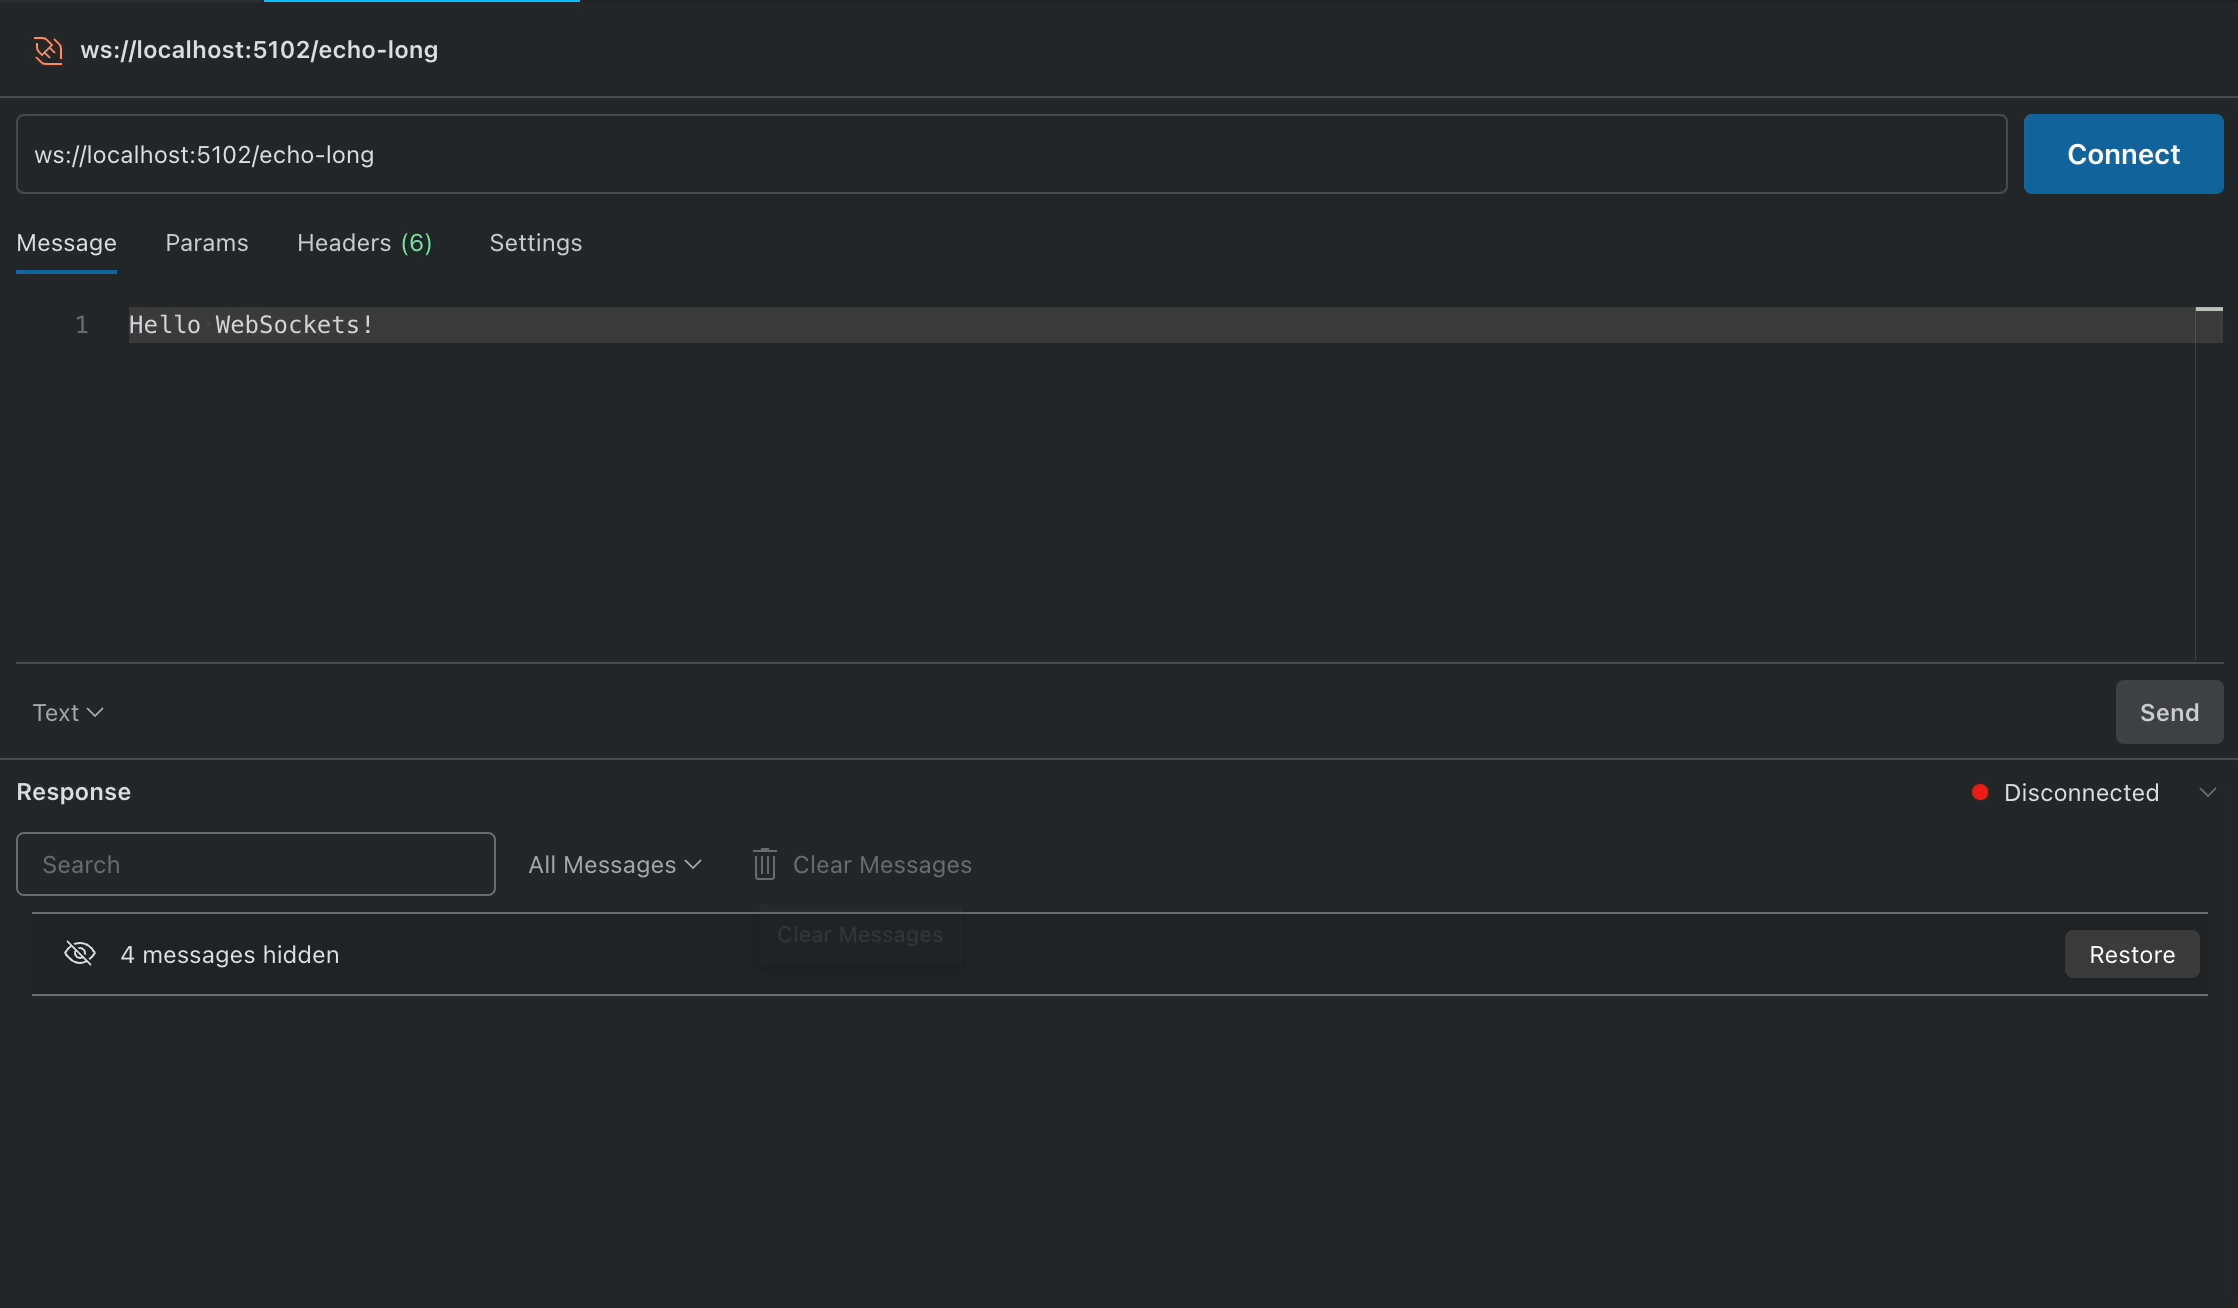 ws://localhost:5102/echo-long
ws://localhost:5102/echo-long
Connect
Message Params Headers (6) Settings
1 Hello WebSockets!
Text Send
Response Disconnected
Search All Messages Clear Messages
Clear Messages
4 messages hidden Restore